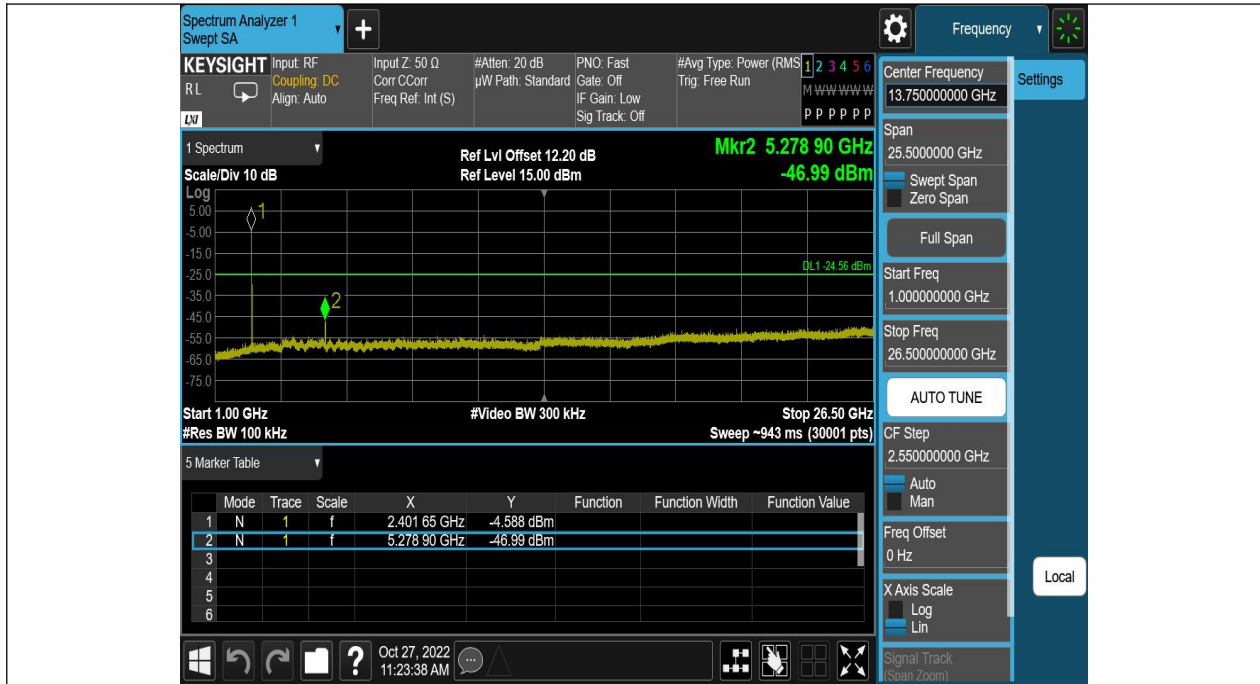 Spectrum Analyzer 1
Swept SA
+
Frequency
KEYSIGHT
R L
LXI
Input: RF
Coupling: DC
Align: Auto
Input Z: 50 Ω
Corr CCorr
Freq Ref: Int (S)
#Atten: 20 dB
µW Path: Standard
PNO: Fast
Gate: Off
IF Gain: Low
Sig Track: Off
#Avg Type: Power (RMS
Trig: Free Run
1 2 3 4 5 6
M W W W W W
P P P P P P
1 Spectrum
Scale/Div 10 dB
Ref Lvl Offset 12.20 dB
Ref Level 15.00 dBm
Mkr2 5.278 90 GHz
-46.99 dBm
Log
5.00
-5.00
-15.0
-25.0
-35.0
-45.0
-55.0
-65.0
-75.0
1
2
DL1 -24.56 dBm
Start 1.00 GHz
#Video BW 300 kHz
Stop 26.50 GHz
#Res BW 100 kHz
Sweep ~943 ms (30001 pts)
5 Marker Table
Mode Trace Scale X Y Function Function Width Function Value
1 N 1 f 2.401 65 GHz -4.588 dBm
2 N 1 f 5.278 90 GHz -46.99 dBm
3
4
5
6
?
Oct 27, 2022
11:23:38 AM
Center Frequency
13.750000000 GHz
Span
25.5000000 GHz
Swept Span
Zero Span
Full Span
Start Freq
1.000000000 GHz
Stop Freq
26.500000000 GHz
AUTO TUNE
CF Step
2.550000000 GHz
Auto
Man
Freq Offset
0 Hz
X Axis Scale
Log
Lin
Signal Track
(Span Zoom)
Settings
Local